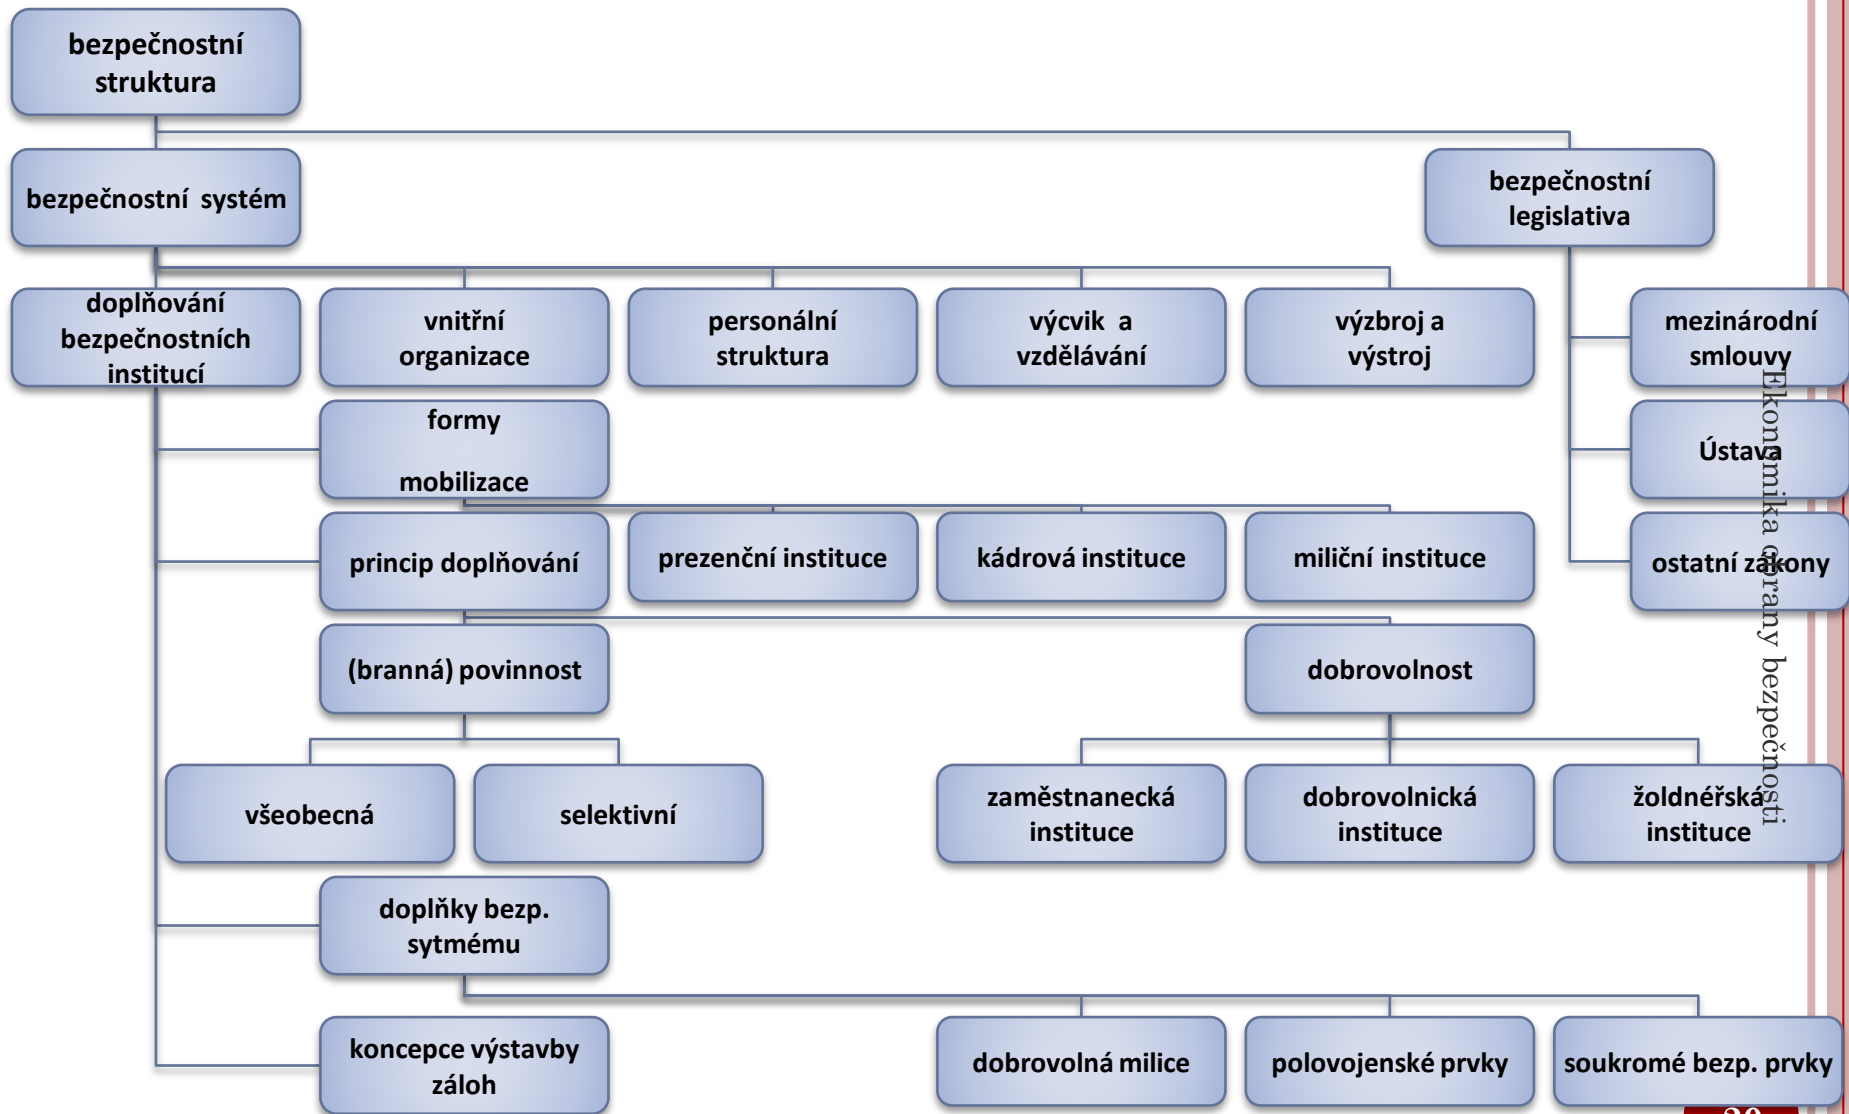 bezpečnostní
struktura
bezpečnostní systém
bezpečnostní
legislativa
doplňování
bezpečnostních
institucí
vnitřní
organizace
personální
struktura
výcvik a
vzdělávání
výzbroj a
výstroj
mezinárodní
smlouvy
formy
mobilizace
Ústava
princip doplňování
prezenční instituce
kádrová instituce
miliční instituce
ostatní zákony
(branná) povinnost
dobrovolnost
všeobecná
selektivní
zaměstnanecká
instituce
dobrovolnická
instituce
žoldnéřská
instituce
doplňky bezp.
sytmému
koncepce výstavby
záloh
dobrovolná milice
polovojenské prvky
soukromé bezp. prvky
Ekonomika obrany bezpečnosti